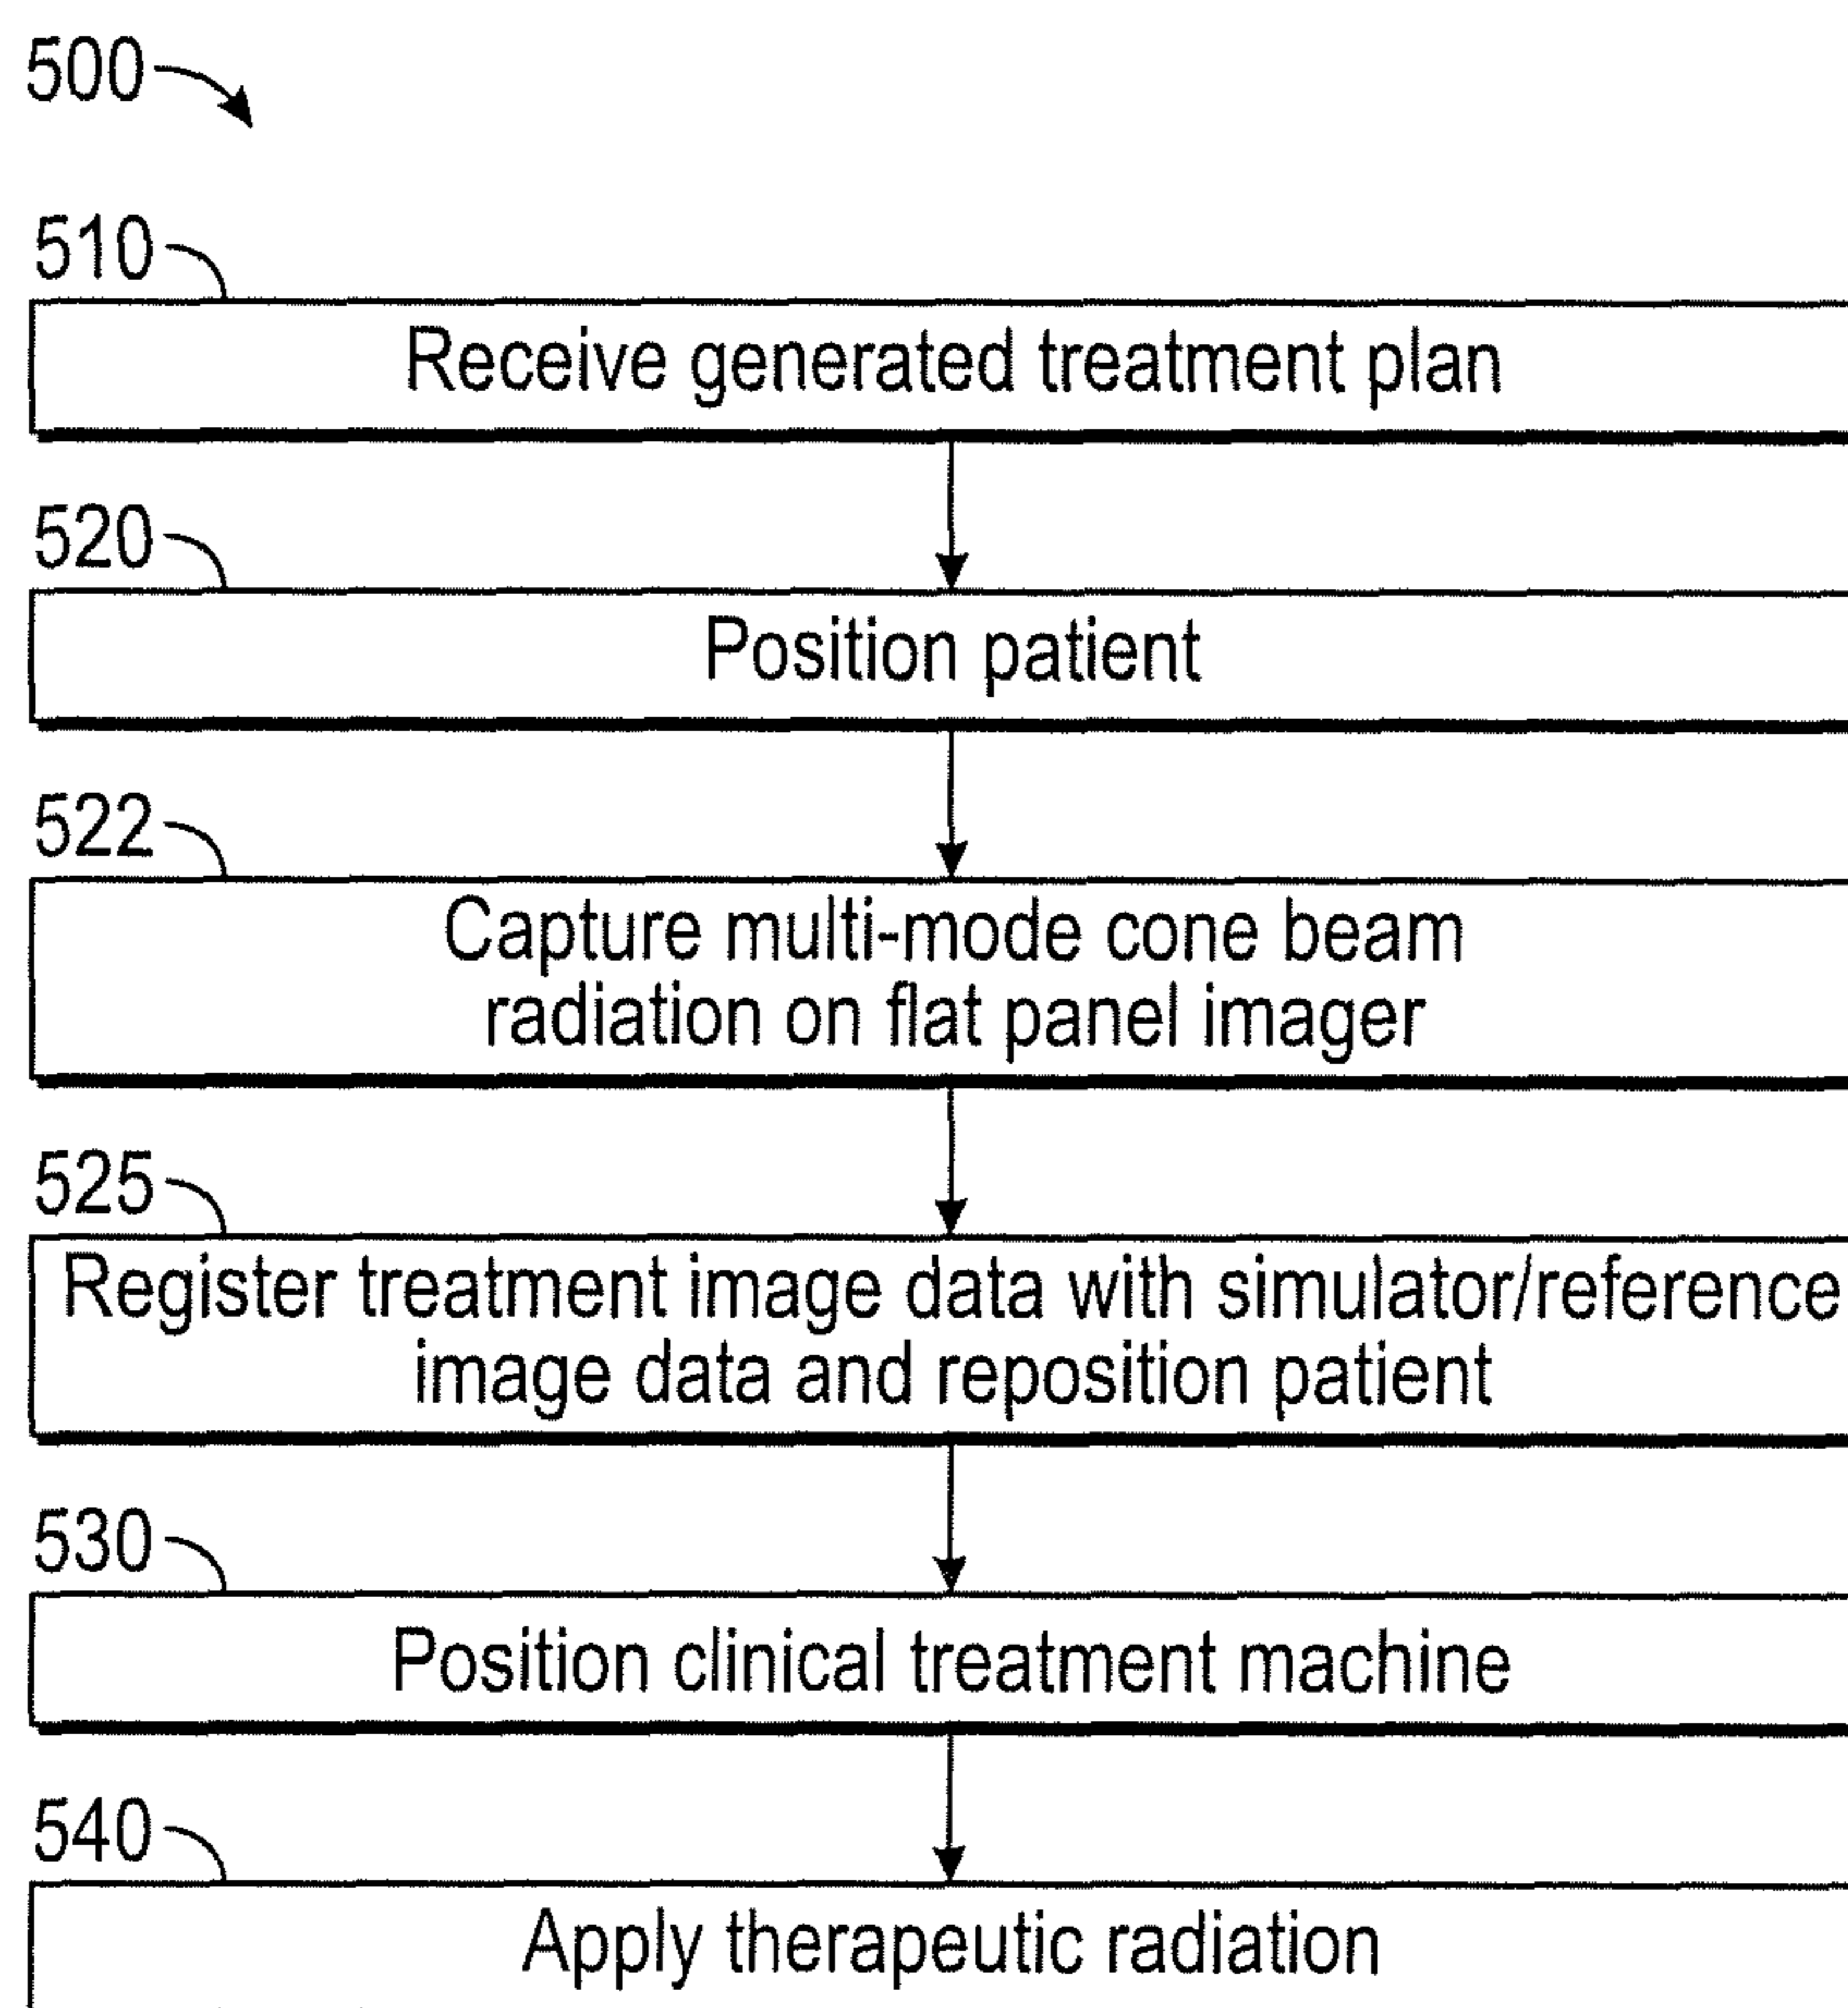 500
510
Receive generated treatment plan
520
Position patient
522
Capture multi-mode cone beam
radiation on flat panel imager
525
Register treatment image data with simulator/reference
image data and reposition patient
530
Position clinical treatment machine
540
Apply therapeutic radiation